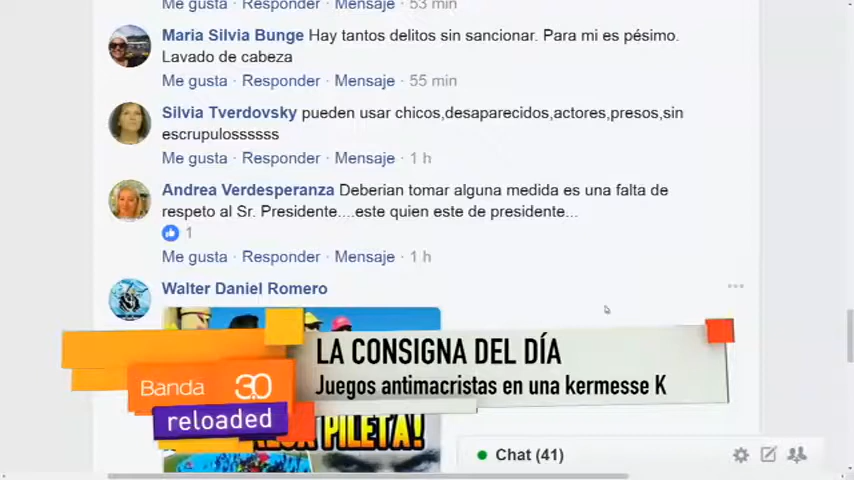 Me gusta · Responder · Mensaje · 53 min
Maria Silvia Bunge Hay tantos delitos sin sancionar. Para mi es pésimo.
Lavado de cabeza
Me gusta · Responder · Mensaje · 55 min
Silvia Tverdovsky pueden usar chicos,desaparecidos,actores,presos,sin
escrupulossssss
Me gusta · Responder · Mensaje · 1 h
Andrea Verdesperanza Deberian tomar alguna medida es una falta de
respeto al Sr. Presidente....este quien este de presidente...
1
Me gusta · Responder · Mensaje · 1 h
Walter Daniel Romero
LA CONSIGNA DEL DÍA
Juegos antimacristas en una kermesse K
Banda 3.0
reloaded
PILETA!
Chat (41)